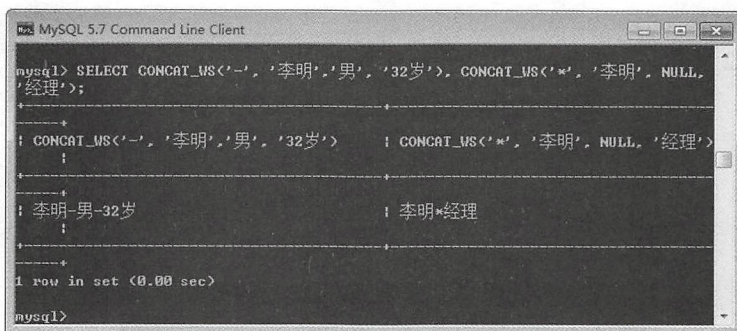 MySQL 5.7 Command Line Client
mysql> SELECT CONCAT_WS('-', '李明','男', '32岁'), CONCAT_WS('*', '李明', NULL,
'经理');
| CONCAT_WS('-', '李明','男', '32岁') | CONCAT_WS('*', '李明', NULL, '经理')
|
| 李明-男-32岁 | 李明*经理
|
1 row in set (0.00 sec)
mysql>